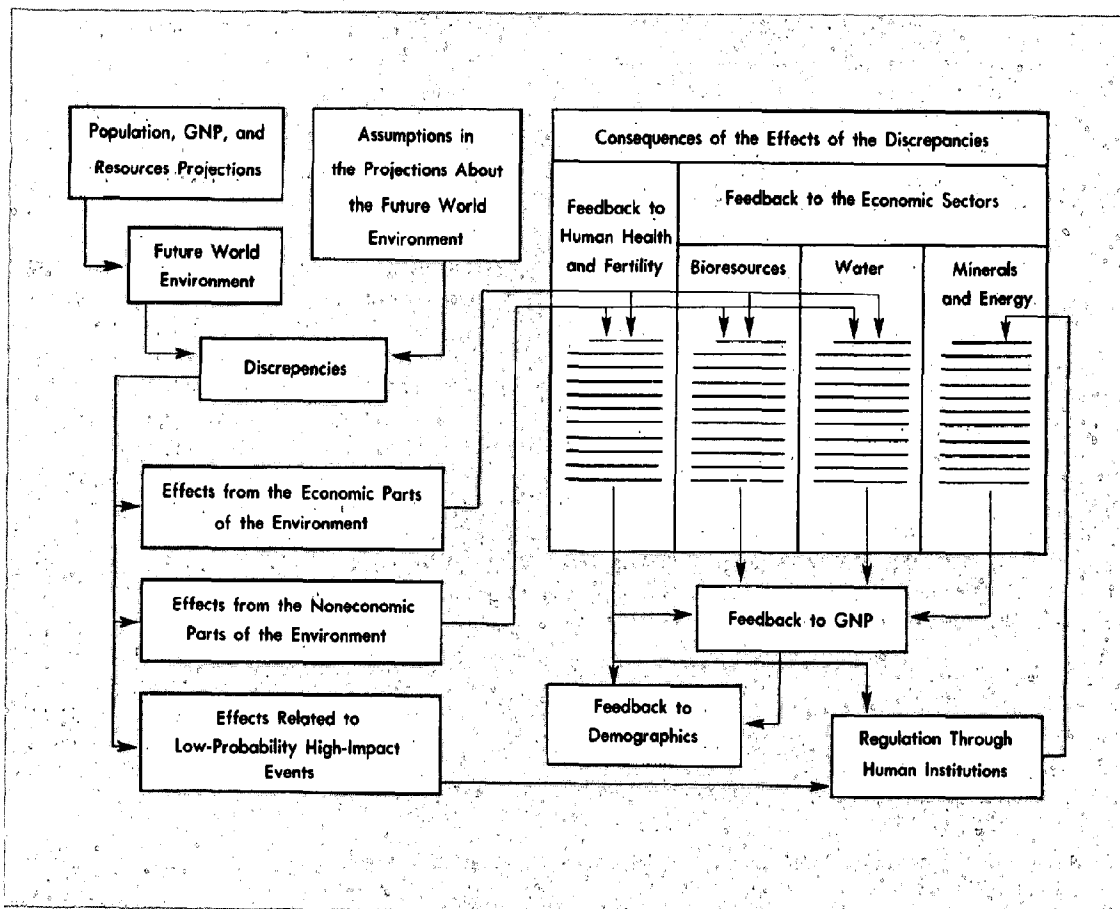 Population, GNP, and
Resources Projections
Assumptions in
the Projections About
the Future World
Environment
Future World
Environment
Discrepencies
Effects from the Economic Parts
of the Environment
Effects from the Noneconomic
Parts of the Environment
Effects Related to
Low-Probability High-Impact
Events
Consequences of the Effects of the Discrepancies
Feedback to
Human Health
and Fertility
Feedback to the Economic Sectors
Bioresources
Water
Minerals
and Energy
Feedback to GNP
Feedback to
Demographics
Regulation Through
Human Institutions